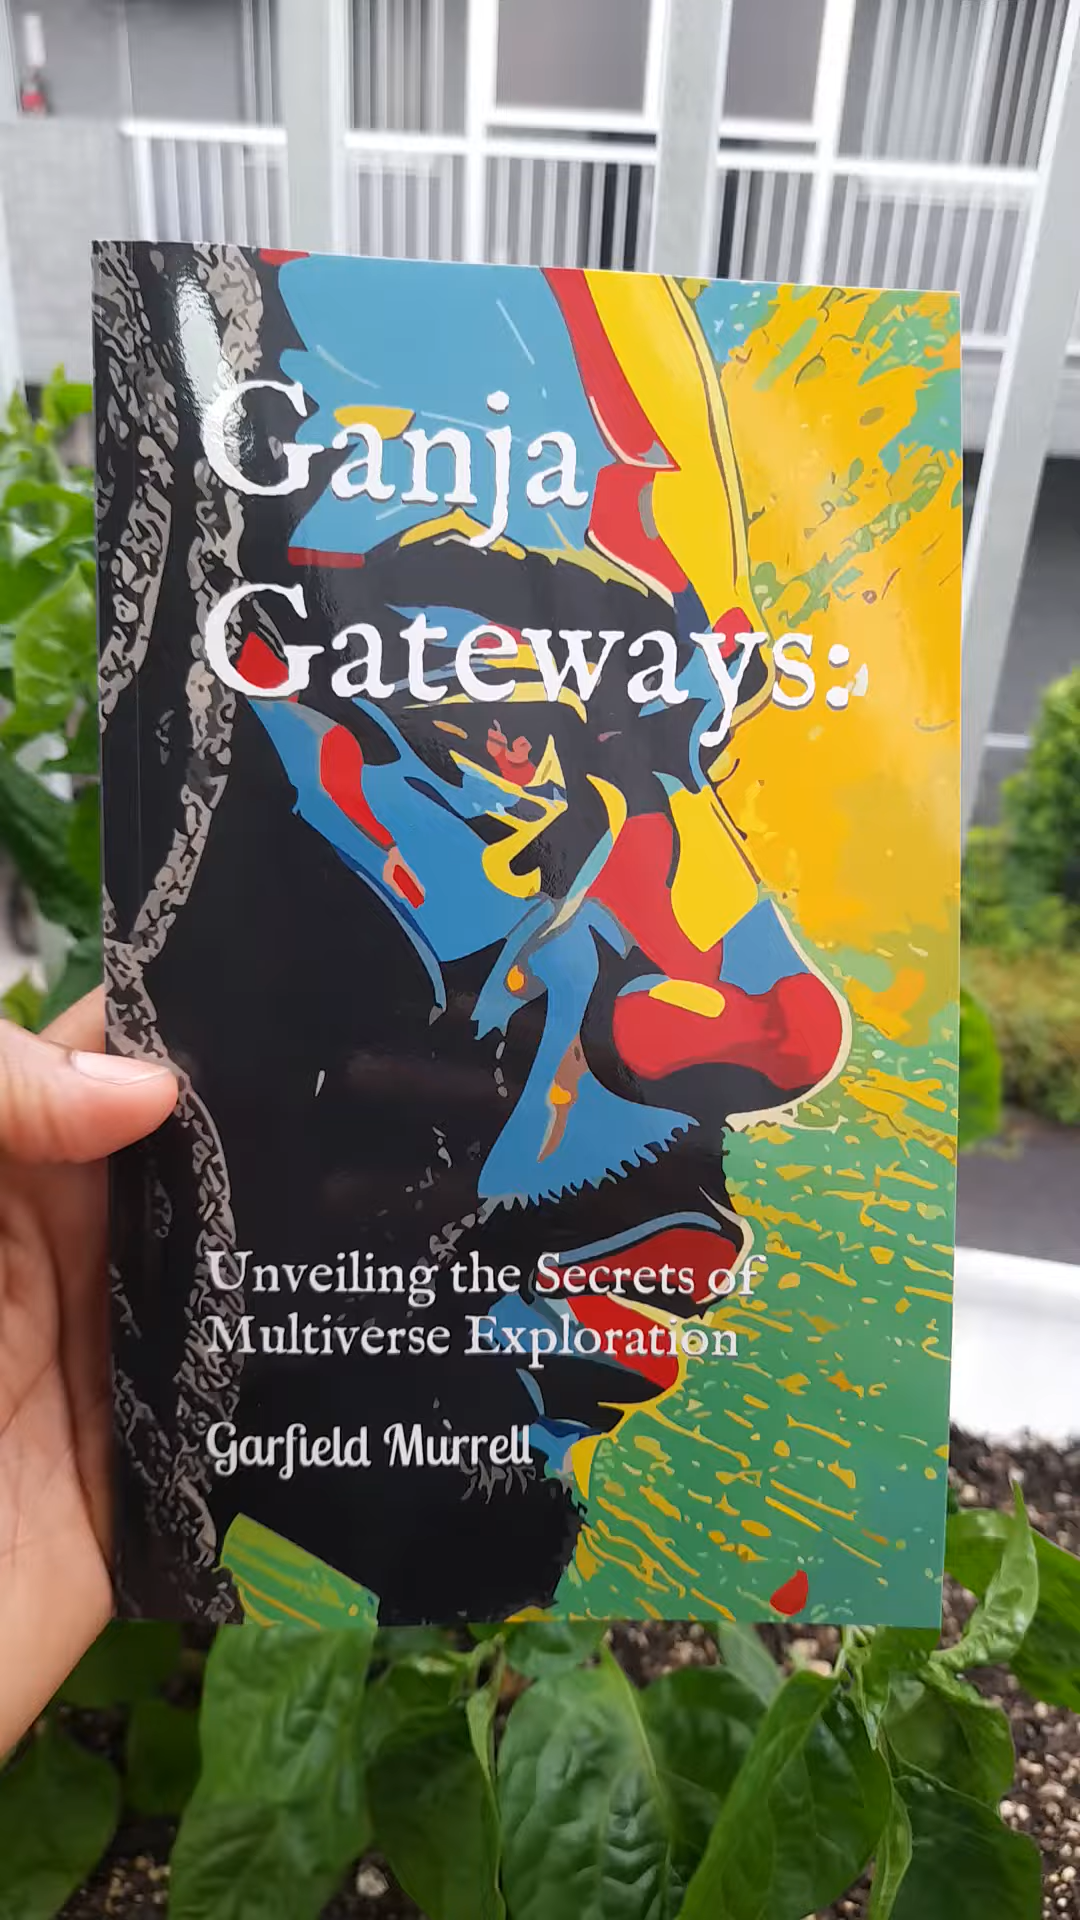 Ganja
Gateways:
Unveiling the Secrets of
Multiverse Exploration
Garfield Murrell